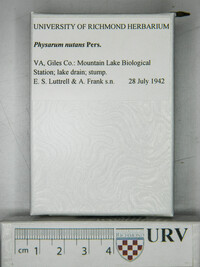 UNIVERSITY OF RICHMOND HERBARIUM
Physarum nutans Pers.
VA, Giles Co.: Mountain Lake Biological
Station; lake drain; stump.
E. S. Luttrell & A. Frank s.n. 28 July 1942
cm 1 2 3 4
URV